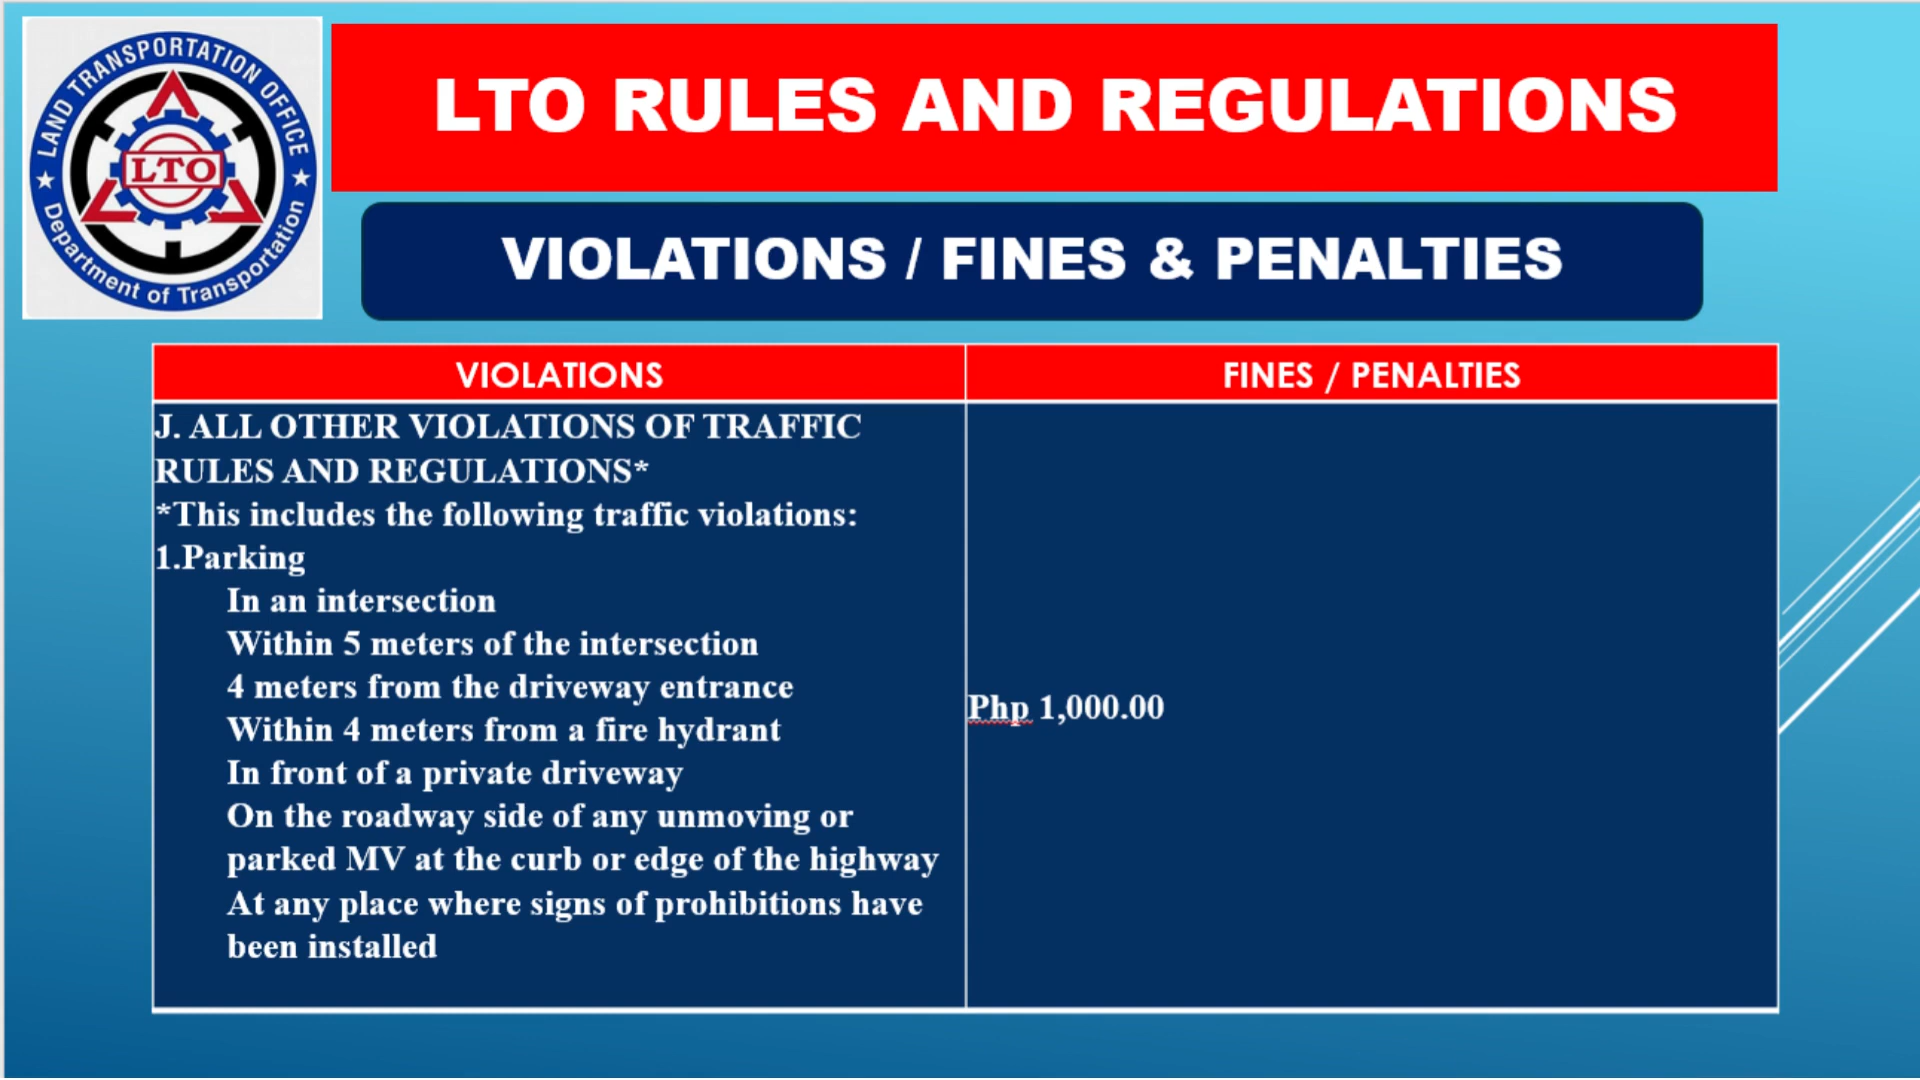 LAND TRANSPORTATION OFFICE
LTO
Department of Transportation
LTO RULES AND REGULATIONS
VIOLATIONS / FINES & PENALTIES
VIOLATIONS
FINES / PENALTIES
J. ALL OTHER VIOLATIONS OF TRAFFIC
RULES AND REGULATIONS*
*This includes the following traffic violations:
1.Parking
In an intersection
Within 5 meters of the intersection
4 meters from the driveway entrance
Within 4 meters from a fire hydrant
In front of a private driveway
On the roadway side of any unmoving or
parked MV at the curb or edge of the highway
At any place where signs of prohibitions have
been installed
Php 1,000.00